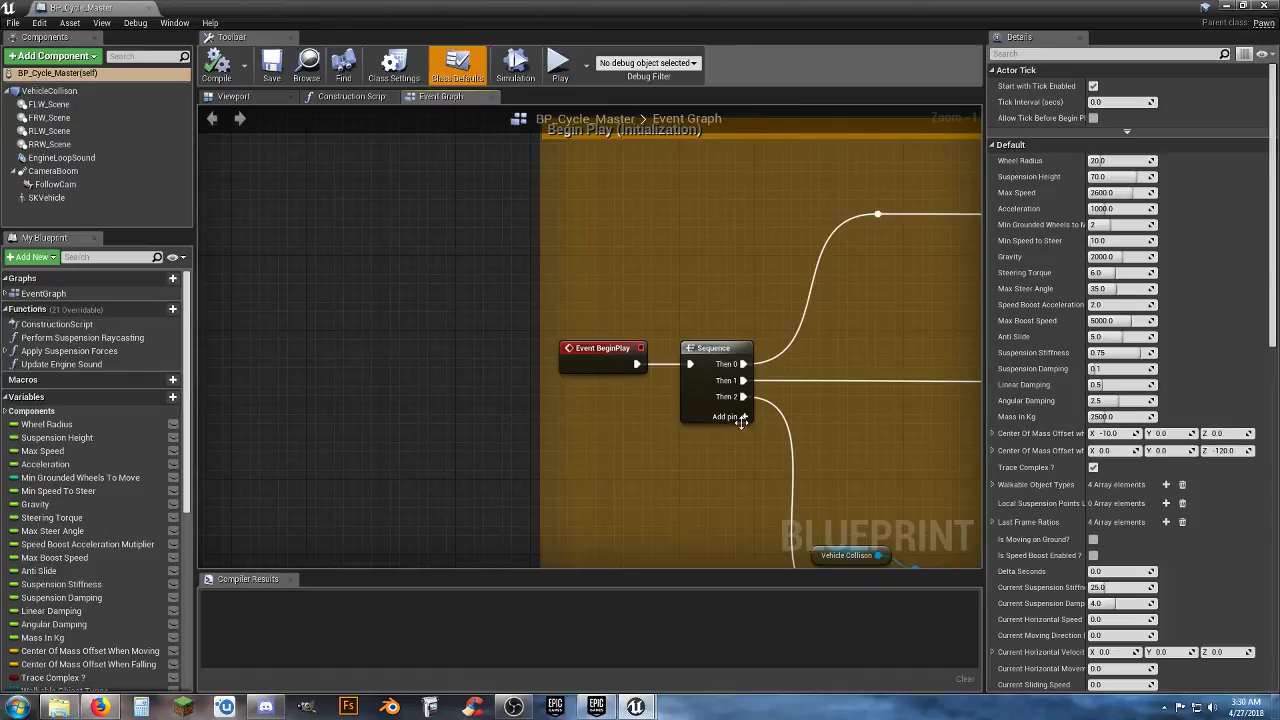 BP_Cycle_Master
File Edit Asset View Debug Window Help
Parent class: Pawn
Components
Add Component
Search
BP_Cycle_Master(self)
VehicleCollison
FLW_Scene
FRW_Scene
RLW_Scene
RRW_Scene
EngineLoopSound
CameraBoom
FollowCam
SKVehicle
My Blueprint
Add New
Search
Graphs
EventGraph
Functions (21 Overridable)
ConstructionScript
Perform Suspension Raycasting
Apply Suspension Forces
Update Engine Sound
Macros
Variables
Components
Wheel Radius
Suspension Height
Max Speed
Acceleration
Min Grounded Wheels To Move
Min Speed To Steer
Gravity
Steering Torque
Max Steer Angle
Speed Boost Acceleration Mutiplier
Max Boost Speed
Anti Slide
Suspension Stiffness
Suspension Damping
Linear Damping
Angular Damping
Mass In Kg
Center Of Mass Offset When Moving
Center Of Mass Offset When Falling
Trace Complex ?
Toolbar
Compile
Save
Browse
Find
Class Settings
Class Defaults
Simulation
Play
No debug object selected
Debug Filter
Viewport
Construction Scrip
Event Graph
BP_Cycle_Master > Event Graph
Zoom -1
Begin Play (Initialization)
Event BeginPlay
Sequence
Then 0
Then 1
Then 2
Add pin
Vehicle Collison
BLUEPRINT
Compiler Results
Clear
Details
Search
Actor Tick
Start with Tick Enabled
Tick Interval (secs) 0.0
Allow Tick Before Begin Pl
Default
Wheel Radius 20.0
Suspension Height 70.0
Max Speed 2600.0
Acceleration 1000.0
Min Grounded Wheels to M 2
Min Speed to Steer 10.0
Gravity 2000.0
Steering Torque 6.0
Max Steer Angle 35.0
Speed Boost Acceleration 2.0
Max Boost Speed 5000.0
Anti Slide 5.0
Suspension Stiffness 0.75
Suspension Damping 0.1
Linear Damping 0.5
Angular Damping 2.5
Mass in Kg 2500.0
Center Of Mass Offset wh X -10.0 Y 0.0 Z 0.0
Center Of Mass Offset wh X 0.0 Y 0.0 Z -120.0
Trace Complex ?
Walkable Object Types 4 Array elements
Local Suspension Points L 0 Array elements
Last Frame Ratios 4 Array elements
Is Moving on Ground?
Is Speed Boost Enabled ?
Delta Seconds 0.0
Current Suspension Stiffn 25.0
Current Suspension Damp 4.0
Current Horizontal Speed 0.0
Current Moving Direction ( 0.0
Current Horizontal Velocit X 0.0 Y 0.0 Z 0.0
Current Horizontal Movem 0.0
Current Sliding Speed 0.0
Fs
EPIC GAMES
EPIC GAMES
3:30 AM
4/27/2018